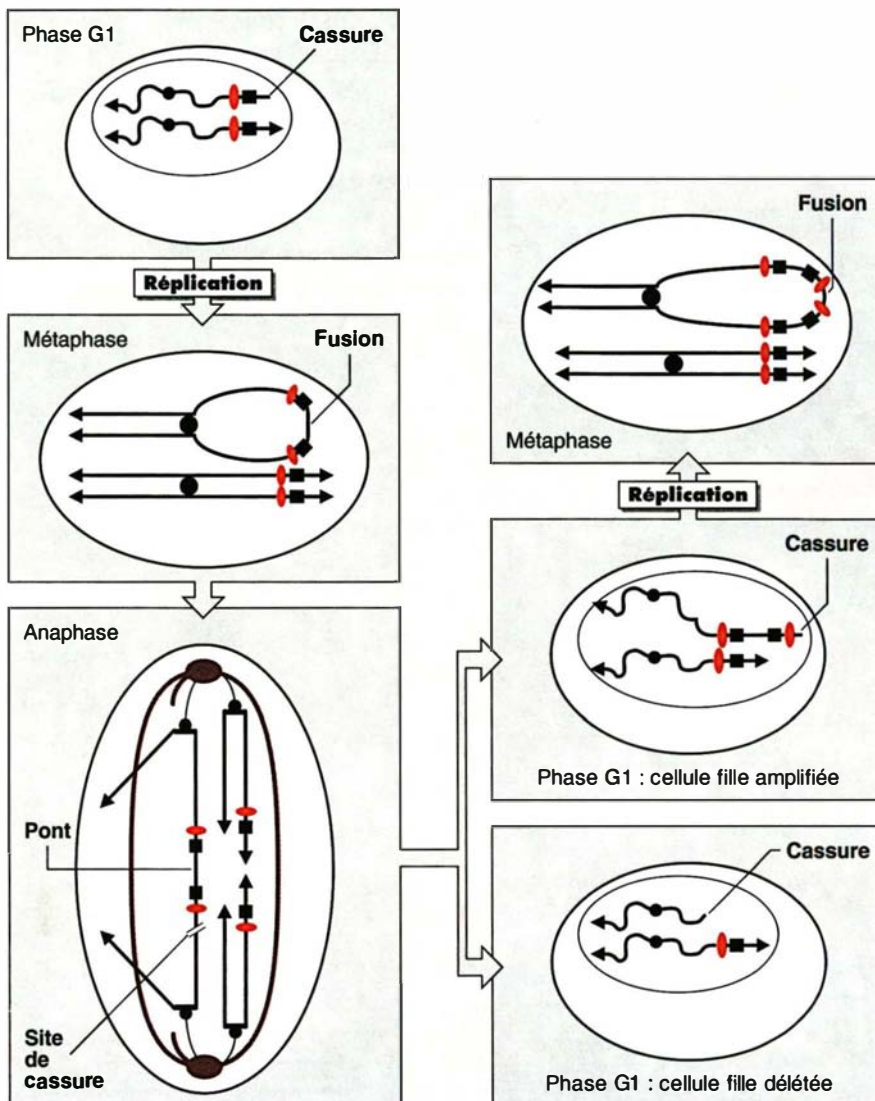 Phase G1
Cassure
Réplication
Métaphase
Fusion
Anaphase
Pont
Site
de
cassure
Fusion
Métaphase
Réplication
Cassure
Phase G1 : cellule fille amplifiée
Cassure
Phase G1 : cellule fille délétée